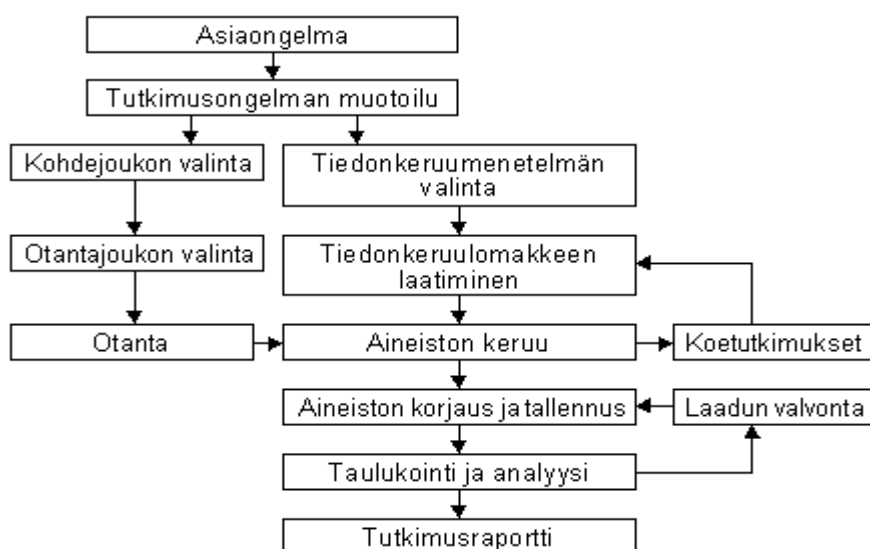 Asiaongelma
Tutkimusongelman muotoilu
Kohdejoukon valinta
Tiedonkeruumenetelmän
valinta
Otantajoukon valinta
Tiedonkeruulomakkeen
laatiminen
Otanta
Aineiston keruu
Koetutkimukset
Aineiston korjaus ja tallennus
Laadun valvonta
Taulukointi ja analyysi
Tutkimusraportti